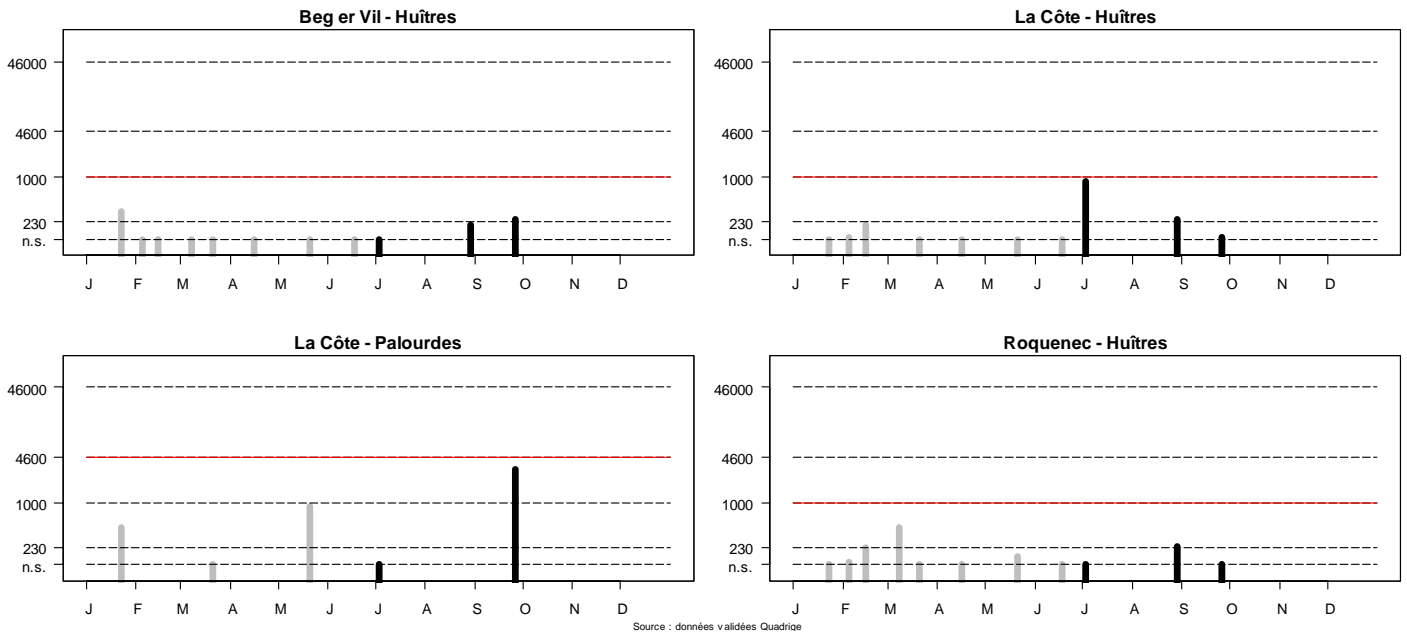 Beg er Vil - Huîtres
46000
4600
1000
230
n.s.
J F M A M J J A S O N D
La Côte - Huîtres
46000
4600
1000
230
n.s.
J F M A M J J A S O N D
La Côte - Palourdes
46000
4600
1000
230
n.s.
J F M A M J J A S O N D
Roquenec - Huîtres
46000
4600
1000
230
n.s.
J F M A M J J A S O N D
Source : données validées Quadrige